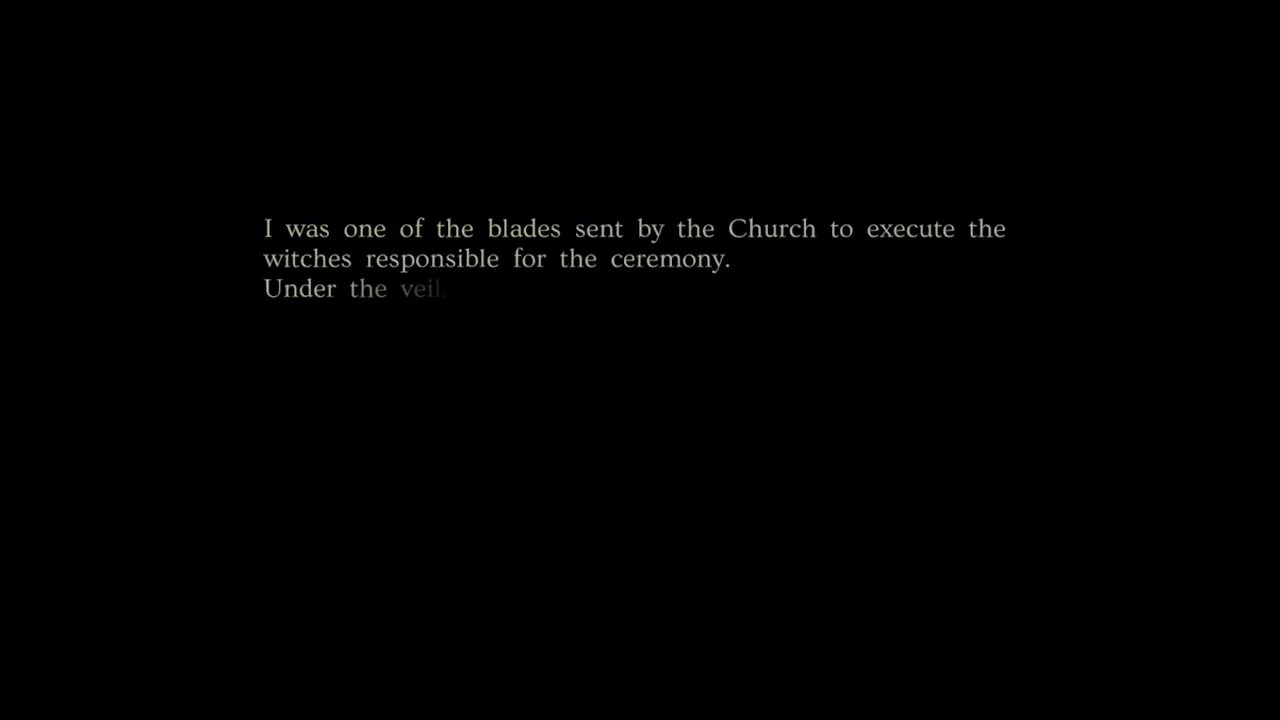 I was one of the blades sent by the Church to execute the
witches responsible for the ceremony.
Under the veil,